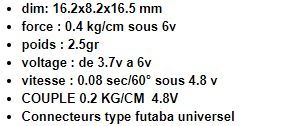 • dim: 16.2x8.2x16.5 mm
• force : 0.4 kg/cm sous 6v
• poids : 2.5gr
• voltage : de 3.7v a 6v
• vitesse : 0.08 sec/60° sous 4.8 v
• COUPLE 0.2 KG/CM  4.8V
• Connecteurs type futaba universel